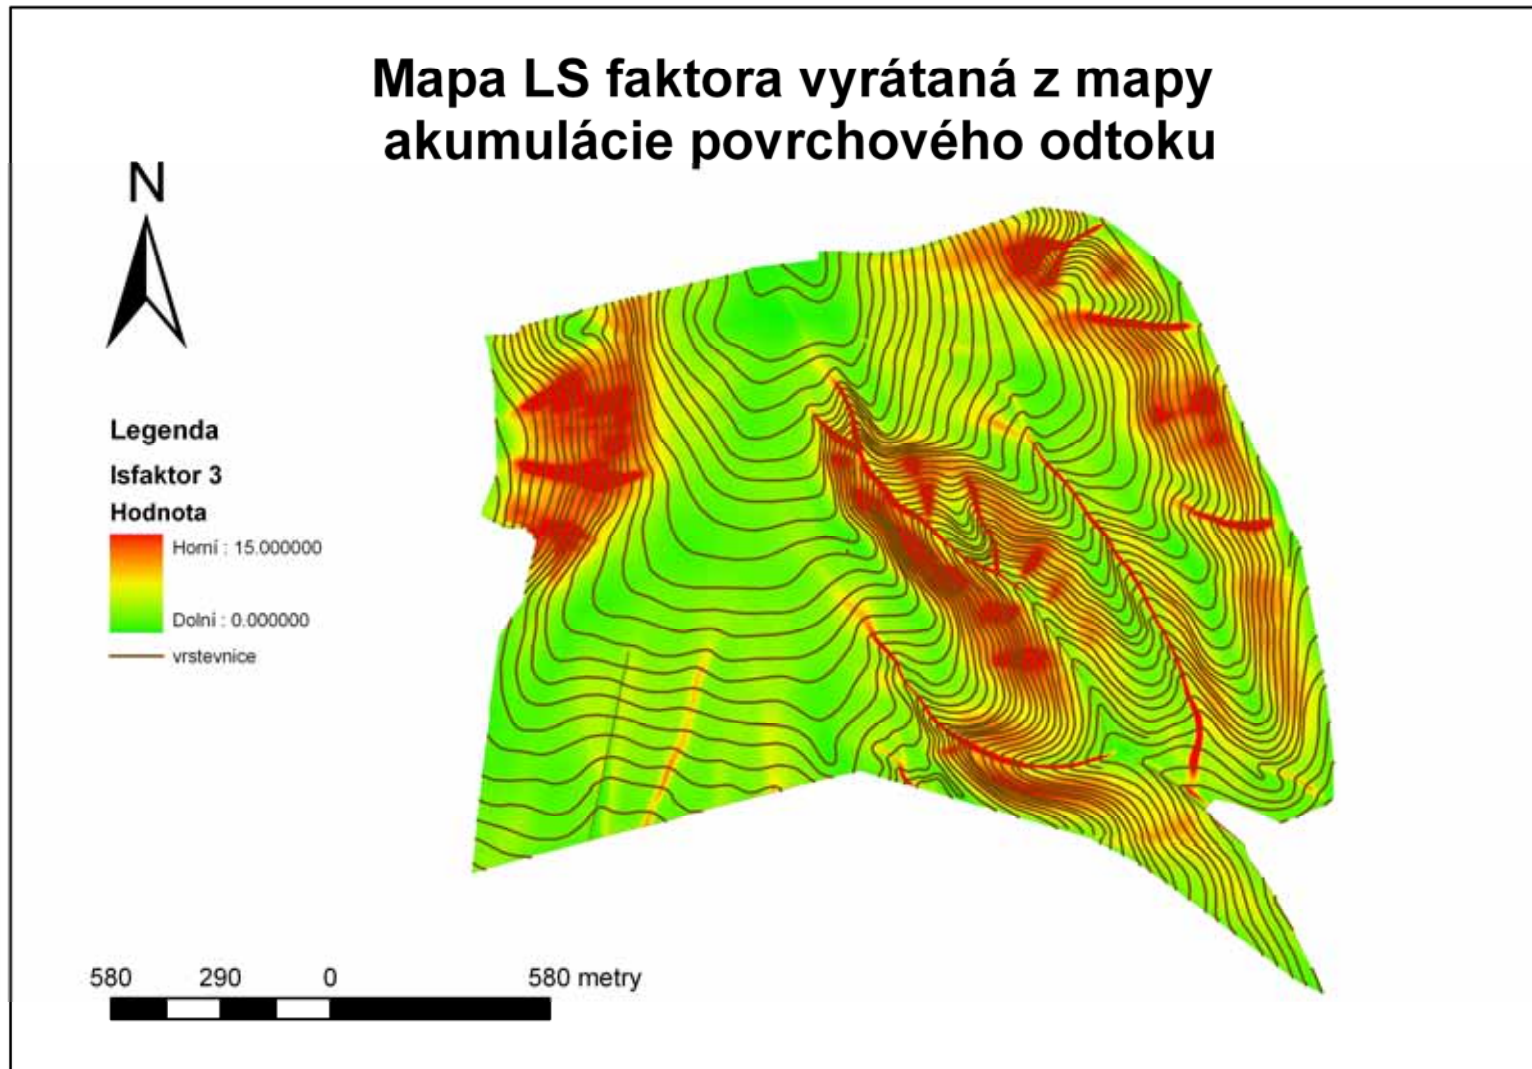 Mapa LS faktora vyrátaná z mapy
akumulácie povrchového odtoku
N
Legenda
lsfaktor 3
Hodnota
Horní : 15.000000
Dolní : 0.000000
vrstevnice
580 290 0 580 metry